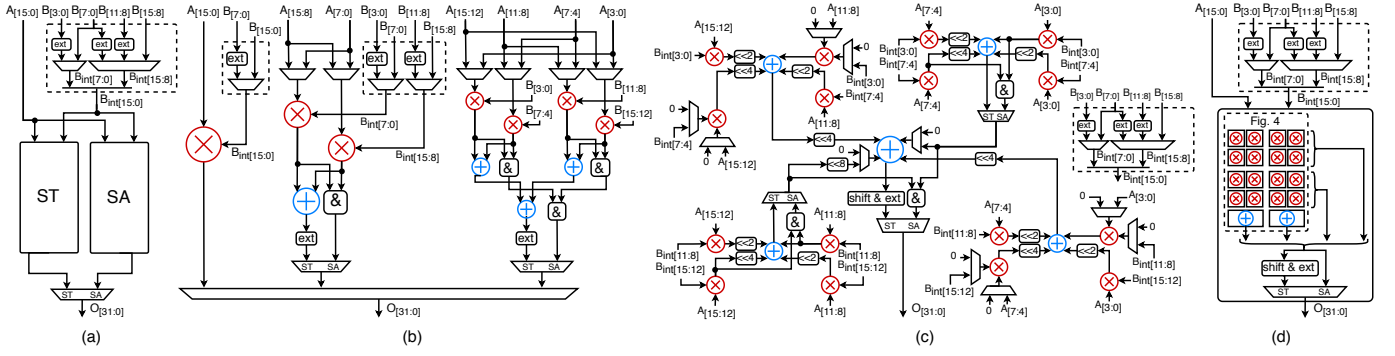 A[15:0] B[3:0] B[7:0] B[11:8] B[15:8]
ext ext ext
Bint[7:0] Bint[15:8]
Bint[15:0]
ST SA
ST SA
O[31:0]
(a)
A[15:0] B[7:0] B[15:0] A[15:8] A[7:0] B[3:0] B[7:0] B[11:8] B[15:8]
ext ext ext
Bint[7:0]
Bint[15:0] Bint[15:8]
&
ext
ST SA
A[15:12] A[11:8] A[7:4] A[3:0]
B[3:0] B[11:8]
B[7:4] B[15:12]
& &
&
ext
ST SA
O[31:0]
(b)
0 A[11:8]
A[15:12]
Bint[3:0] <<2 0
<<4 <<2 Bint[3:0]
Bint[7:4]
0
Bint[7:4] A[11:8]
0 A[15:12]
A[7:4] A[3:0]
Bint[3:0] <<2 Bint[3:0]
Bint[7:4] <<4 <<2 Bint[7:4]
&
A[7:4] A[3:0]
ST SA
B[3:0] B[7:0] B[11:8] B[15:8]
ext ext ext
Bint[7:0] Bint[15:8]
Bint[15:0]
<<4 0
0
<<8 <<4
ST SA
shift & ext &
ST SA
A[15:12] & A[11:8]
Bint[11:8] <<2 Bint[11:8]
Bint[15:12] <<4 <<2 Bint[15:12]
A[15:12] A[11:8]
O[31:0]
0 A[3:0]
A[7:4]
Bint[11:8] <<2 0
<<4 <<2 Bint[11:8]
0
Bint[15:12] Bint[15:12]
0 A[7:4] A[3:0]
(c)
A[15:0] B[3:0] B[7:0] B[11:8] B[15:8]
ext ext ext
Bint[7:0] Bint[15:8]
Bint[15:0]
Fig. 4
shift & ext
ST SA
O[31:0]
(d)